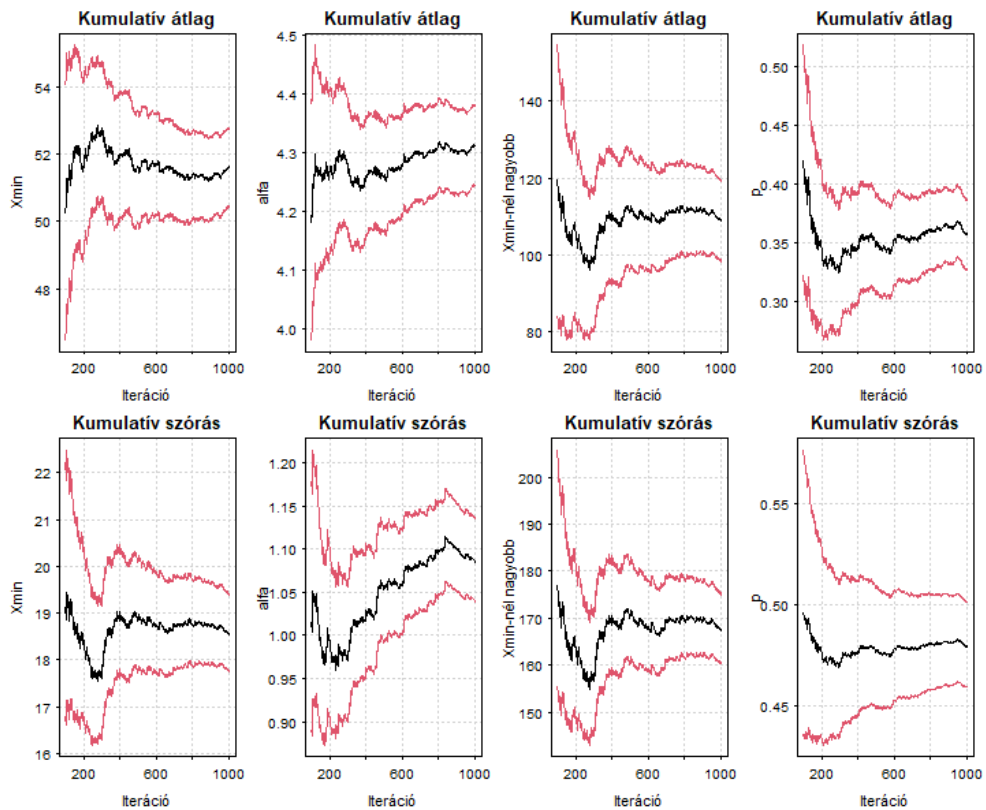 Kumulatív átlag Kumulatív átlag Kumulatív átlag Kumulatív átlag
Xmin
54
52
50
48
200 600 1000
Iteráció
alfa
4.5
4.4
4.3
4.2
4.1
4.0
200 600 1000
Iteráció
Xmin-nél nagyobb
140
120
100
80
200 600 1000
Iteráció
p
0.50
0.45
0.40
0.35
0.30
200 600 1000
Iteráció
Kumulatív szórás Kumulatív szórás Kumulatív szórás Kumulatív szórás
Xmin
22
21
20
19
18
17
16
200 600 1000
Iteráció
alfa
1.20
1.15
1.10
1.05
1.00
0.95
0.90
200 600 1000
Iteráció
Xmin-nél nagyobb
200
190
180
170
160
150
200 600 1000
Iteráció
p
0.55
0.50
0.45
200 600 1000
Iteráció